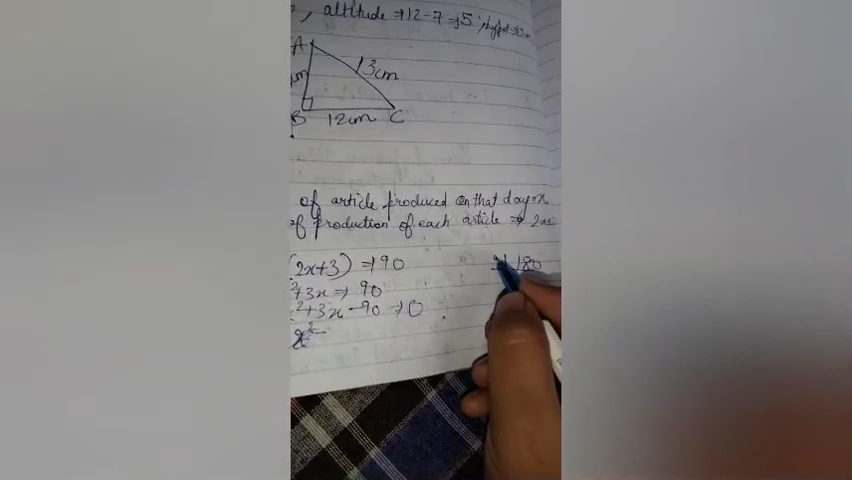 , altitude → 12-7 → 5
A
13cm
B
12cm
C
of article produced on that day → x
of production of each article → 2x
(2x+3) → 90
+3x → 90
²+3x-90 → 0
x²-
180